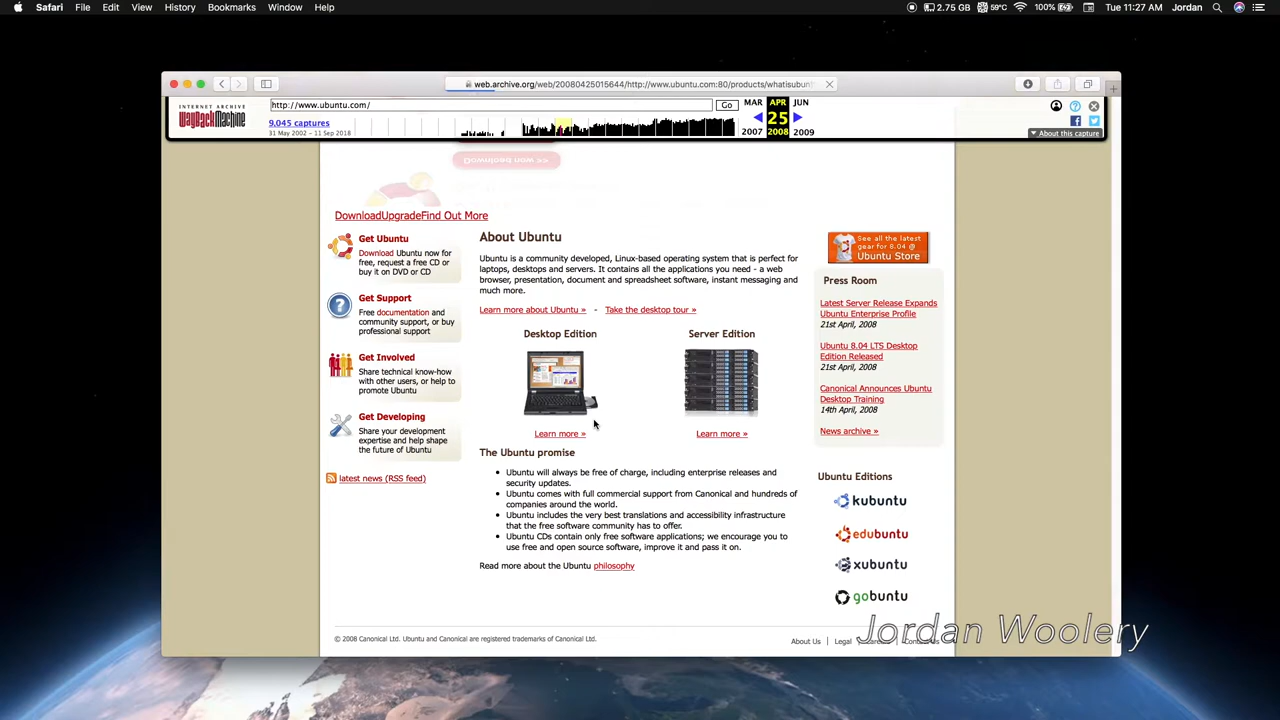 Safari File Edit View History Bookmarks Window Help
2.75 GB 59°C 100% Tue 11:27 AM Jordan
web.archive.org/web/20080425015644/http://www.ubuntu.com:80/products/whatisubun
INTERNET ARCHIVE
WayBackMachine
http://www.ubuntu.com/
Go
9,045 captures
31 May 2002 – 11 Sep 2018
MAR APR JUN
25
2007 2008 2009
About this capture
Download now >>
DownloadUpgradeFind Out More
Get Ubuntu
Download Ubuntu now for
free, request a free CD or
buy it on DVD or CD
Get Support
Free documentation and
community support, or buy
professional support
Get Involved
Share technical know-how
with other users, or help to
promote Ubuntu
Get Developing
Share your development
expertise and help shape
the future of Ubuntu
latest news (RSS feed)
About Ubuntu
Ubuntu is a community developed, Linux-based operating system that is perfect for
laptops, desktops and servers. It contains all the applications you need - a web
browser, presentation, document and spreadsheet software, instant messaging and
much more.
Learn more about Ubuntu » - Take the desktop tour »
Desktop Edition Server Edition
Learn more » Learn more »
The Ubuntu promise
• Ubuntu will always be free of charge, including enterprise releases and
security updates.
• Ubuntu comes with full commercial support from Canonical and hundreds of
companies around the world.
• Ubuntu includes the very best translations and accessibility infrastructure
that the free software community has to offer.
• Ubuntu CDs contain only free software applications; we encourage you to
use free and open source software, improve it and pass it on.
Read more about the Ubuntu philosophy
See all the latest
gear for 8.04 @
Ubuntu Store
Press Room
Latest Server Release Expands
Ubuntu Enterprise Profile
21st April, 2008
Ubuntu 8.04 LTS Desktop
Edition Released
21st April, 2008
Canonical Announces Ubuntu
Desktop Training
14th April, 2008
News archive »
Ubuntu Editions
kubuntu
edubuntu
xubuntu
gobuntu
© 2008 Canonical Ltd. Ubuntu and Canonical are registered trademarks of Canonical Ltd.
About Us | Legal
Jordan Woolery